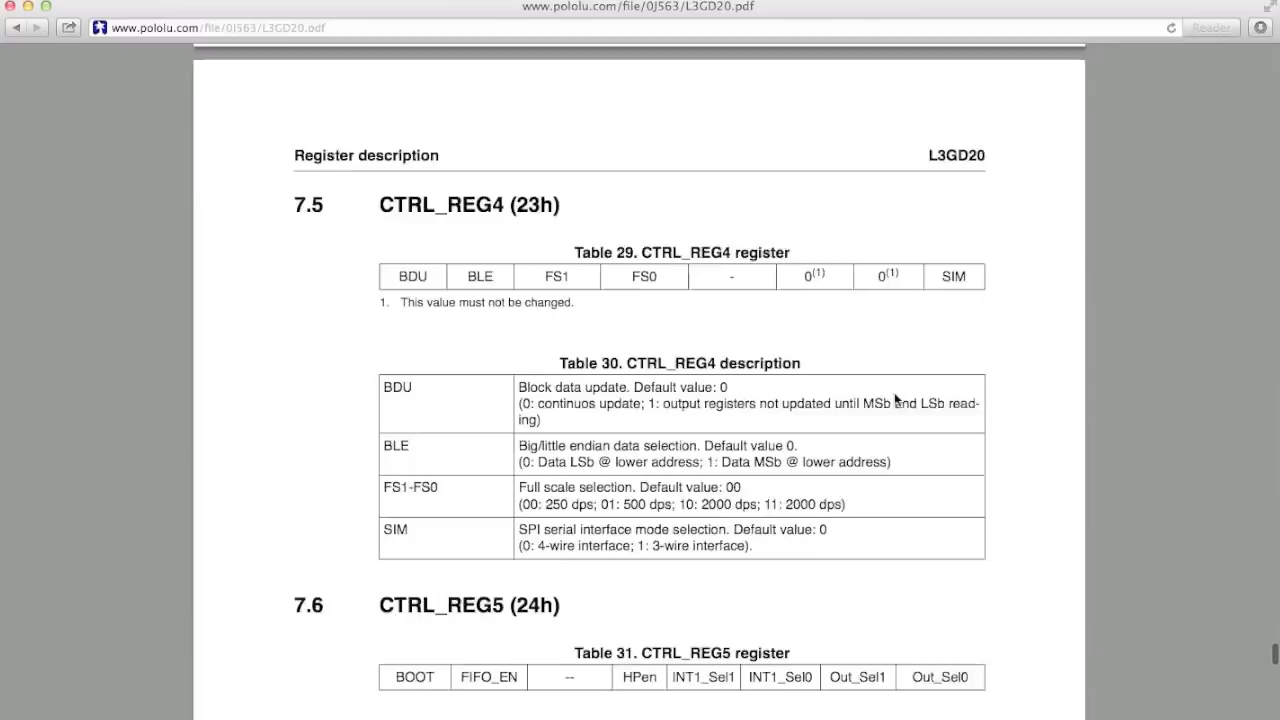 www.pololu.com/file/0J563/L3GD20.pdf
www.pololu.com/file/0J563/L3GD20.pdf
Reader
Register description L3GD20
7.5 CTRL_REG4 (23h)
Table 29. CTRL_REG4 register
BDU BLE FS1 FS0 - 0(1) 0(1) SIM
1. This value must not be changed.
Table 30. CTRL_REG4 description
BDU Block data update. Default value: 0
(0: continuos update; 1: output registers not updated until MSb and LSb read-
ing)
BLE Big/little endian data selection. Default value 0.
(0: Data LSb @ lower address; 1: Data MSb @ lower address)
FS1-FS0 Full scale selection. Default value: 00
(00: 250 dps; 01: 500 dps; 10: 2000 dps; 11: 2000 dps)
SIM SPI serial interface mode selection. Default value: 0
(0: 4-wire interface; 1: 3-wire interface).
7.6 CTRL_REG5 (24h)
Table 31. CTRL_REG5 register
BOOT FIFO_EN -- HPen INT1_Sel1 INT1_Sel0 Out_Sel1 Out_Sel0